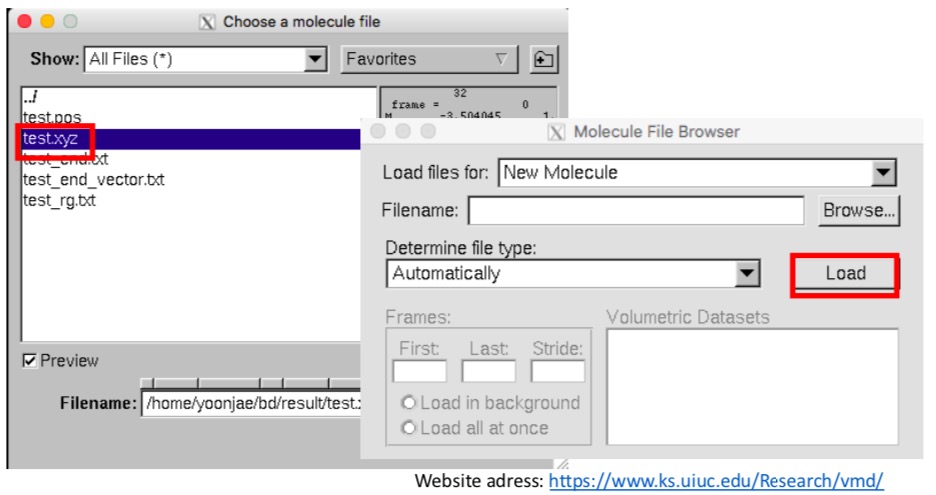 Choose a molecule file
Show: All Files (*)
Favorites
../
test.pos
test.xyz
test_end.txt
test_end_vector.txt
test_rg.txt
32
frame = 0
M -3.504045 1.
Preview
Filename: /home/yoonjae/bd/result/test.
Molecule File Browser
Load files for: New Molecule
Filename: Browse...
Determine file type:
Automatically
Load
Frames:
Volumetric Datasets
First: Last: Stride:
Load in background
Load all at once
Website adress: https://www.ks.uiuc.edu/Research/vmd/